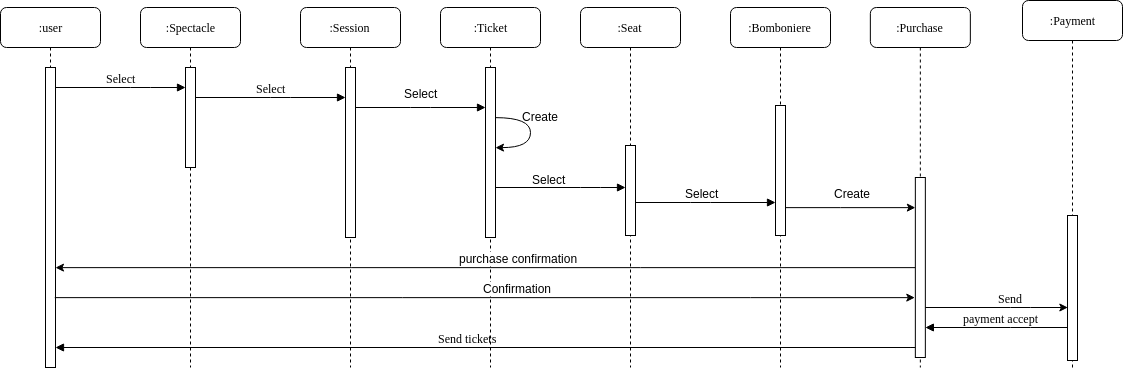 :user
:Spectacle
:Session
:Ticket
:Seat
:Bomboniere
:Purchase
:Payment
Select
Select
Select
Create
Select
Select
Create
purchase confirmation
Confirmation
Send
payment accept
Send tickets